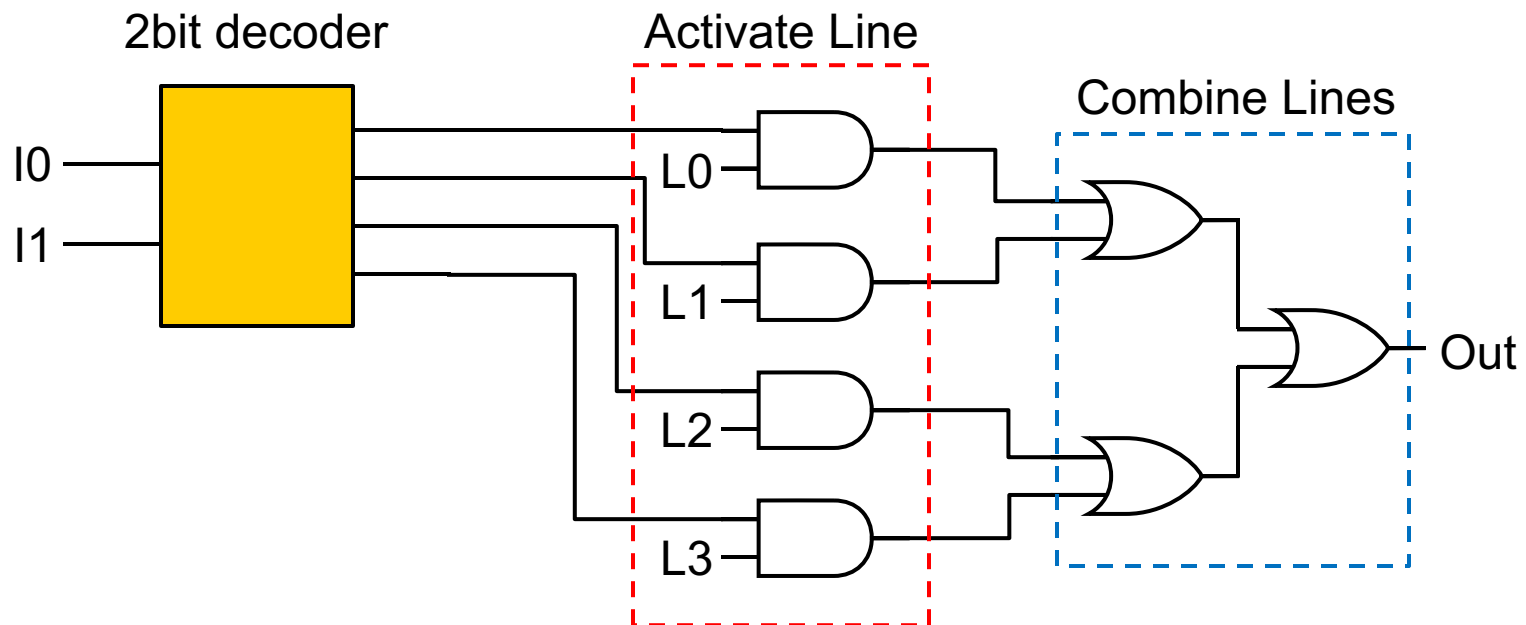 2bit decoder
Activate Line
Combine Lines
I0
L0
I1
L1
Out
L2
L3